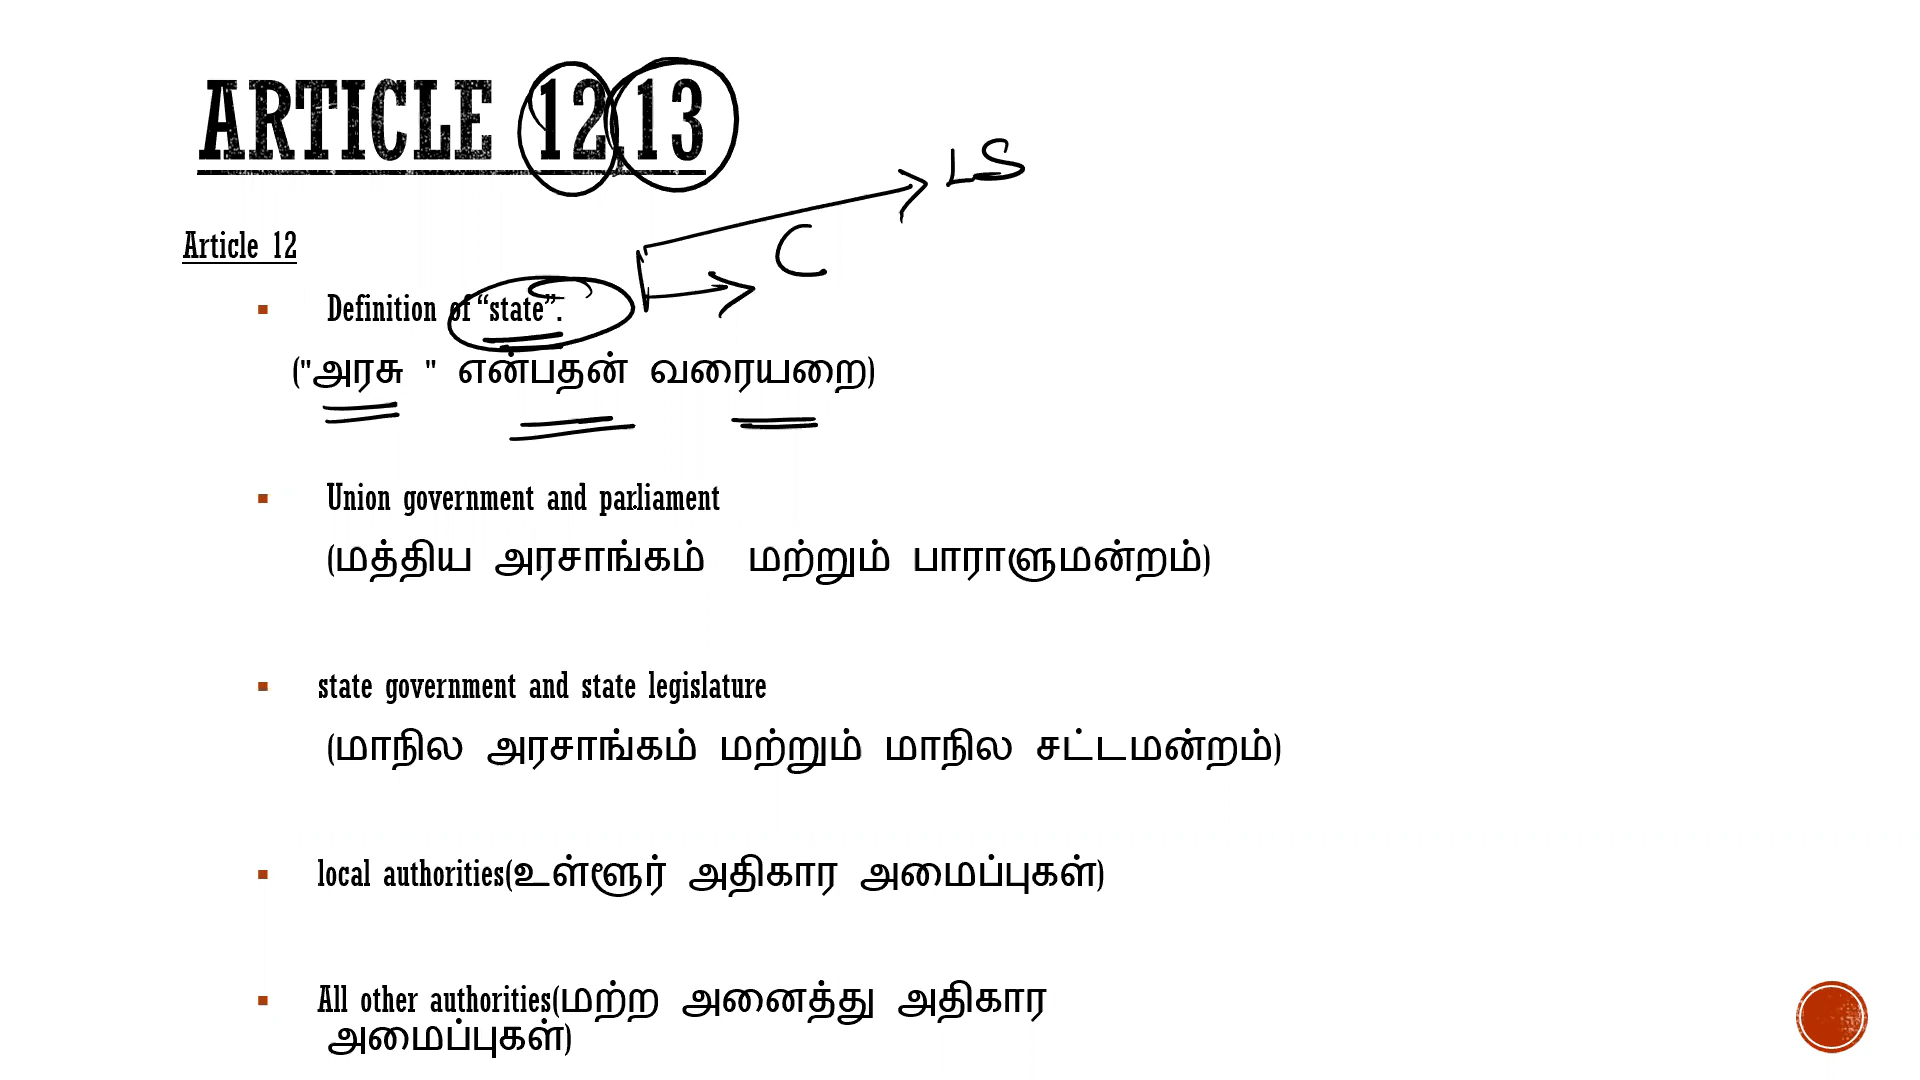 ARTICLE 12,13
LS
C
Article 12
Definition of “state”.
("அரசு " என்பதன் வரையறை)
Union government and parliament
(மத்திய அரசாங்கம் மற்றும் பாராளுமன்றம்)
state government and state legislature
(மாநில அரசாங்கம் மற்றும் மாநில சட்டமன்றம்)
local authorities(உள்ளூர் அதிகார அமைப்புகள்)
All other authorities(மற்ற அனைத்து அதிகார
அமைப்புகள்)